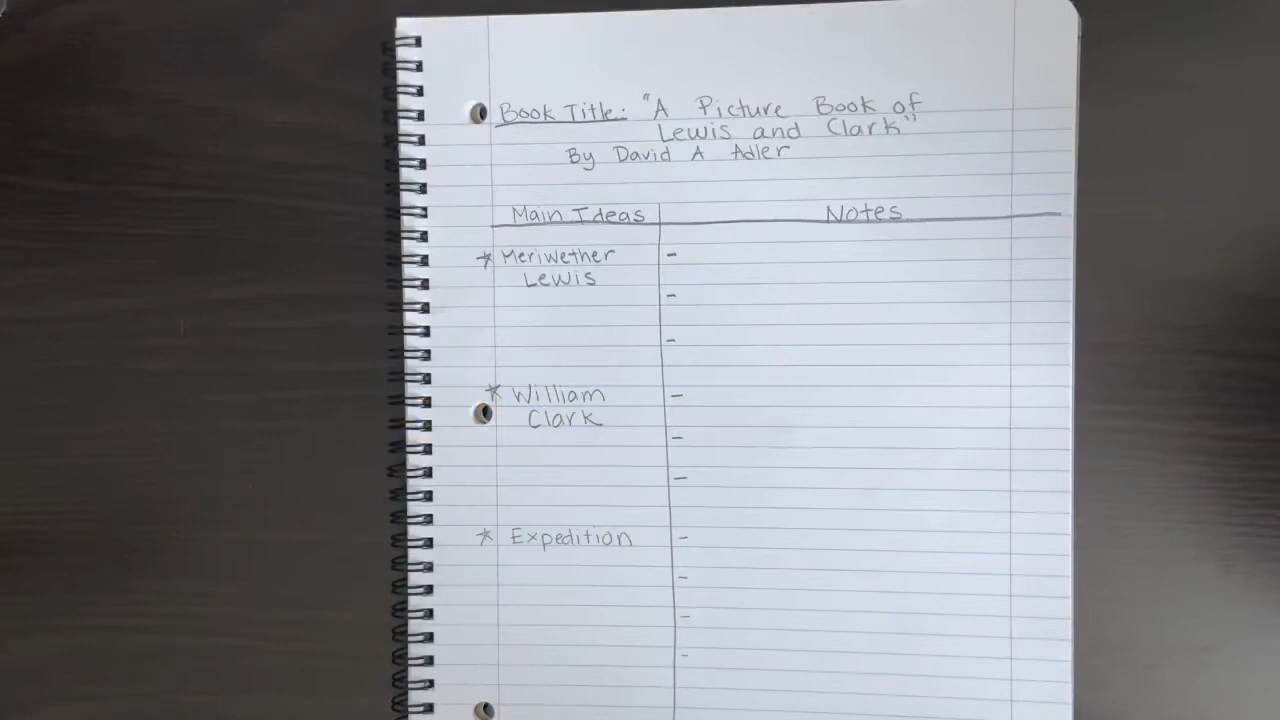 Book Title: "A Picture Book of
Lewis and Clark"
By David A Adler
Main Ideas Notes
* Meriwether -
Lewis
-
-
* William -
Clark
-
-
* Expedition -
-
-
-